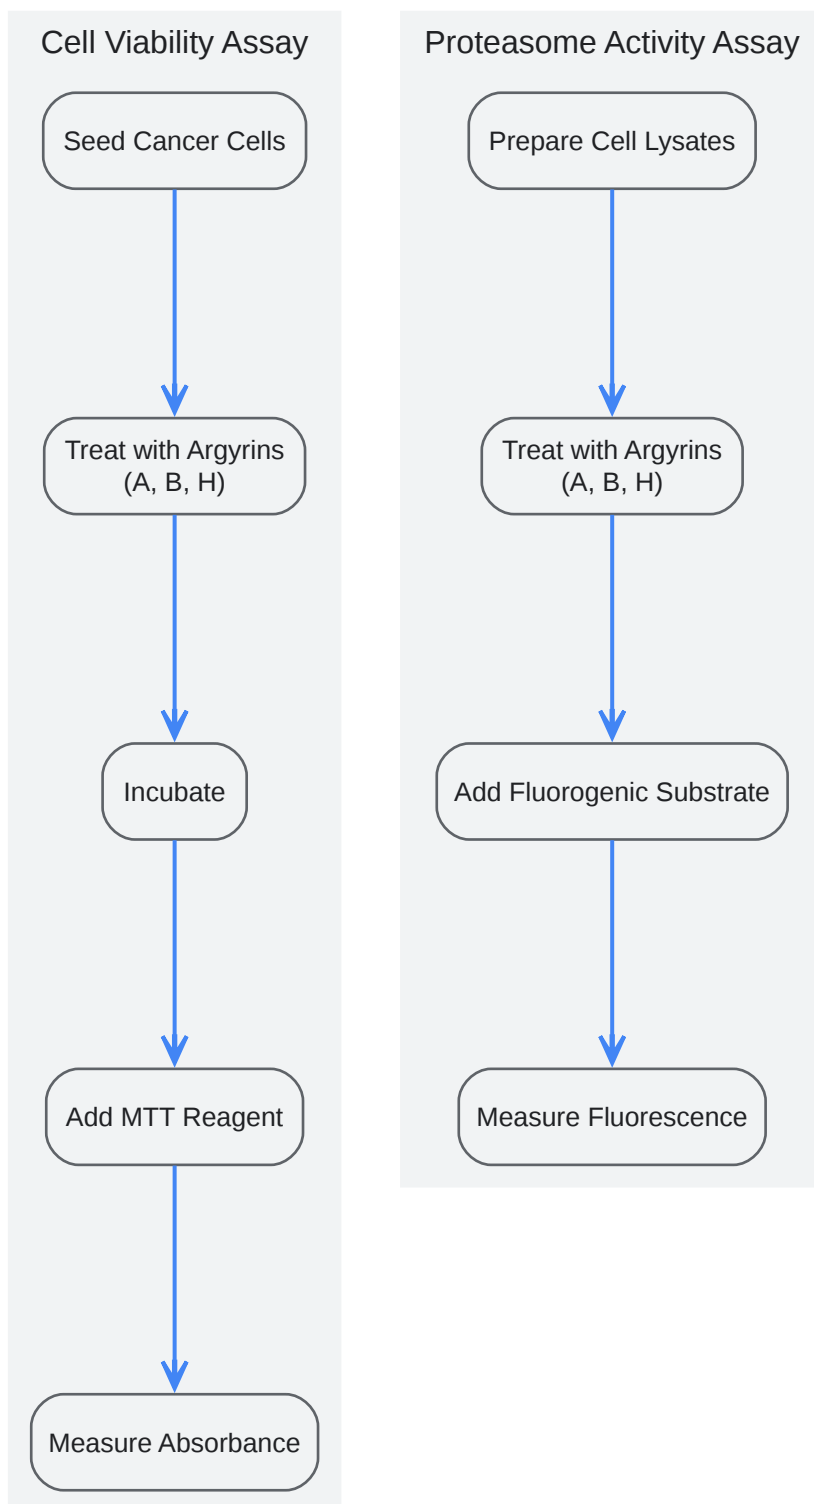 Cell Viability Assay
Seed Cancer Cells
Treat with Argyrins
(A, B, H)
Incubate
Add MTT Reagent
Measure Absorbance
Proteasome Activity Assay
Prepare Cell Lysates
Treat with Argyrins
(A, B, H)
Add Fluorogenic Substrate
Measure Fluorescence